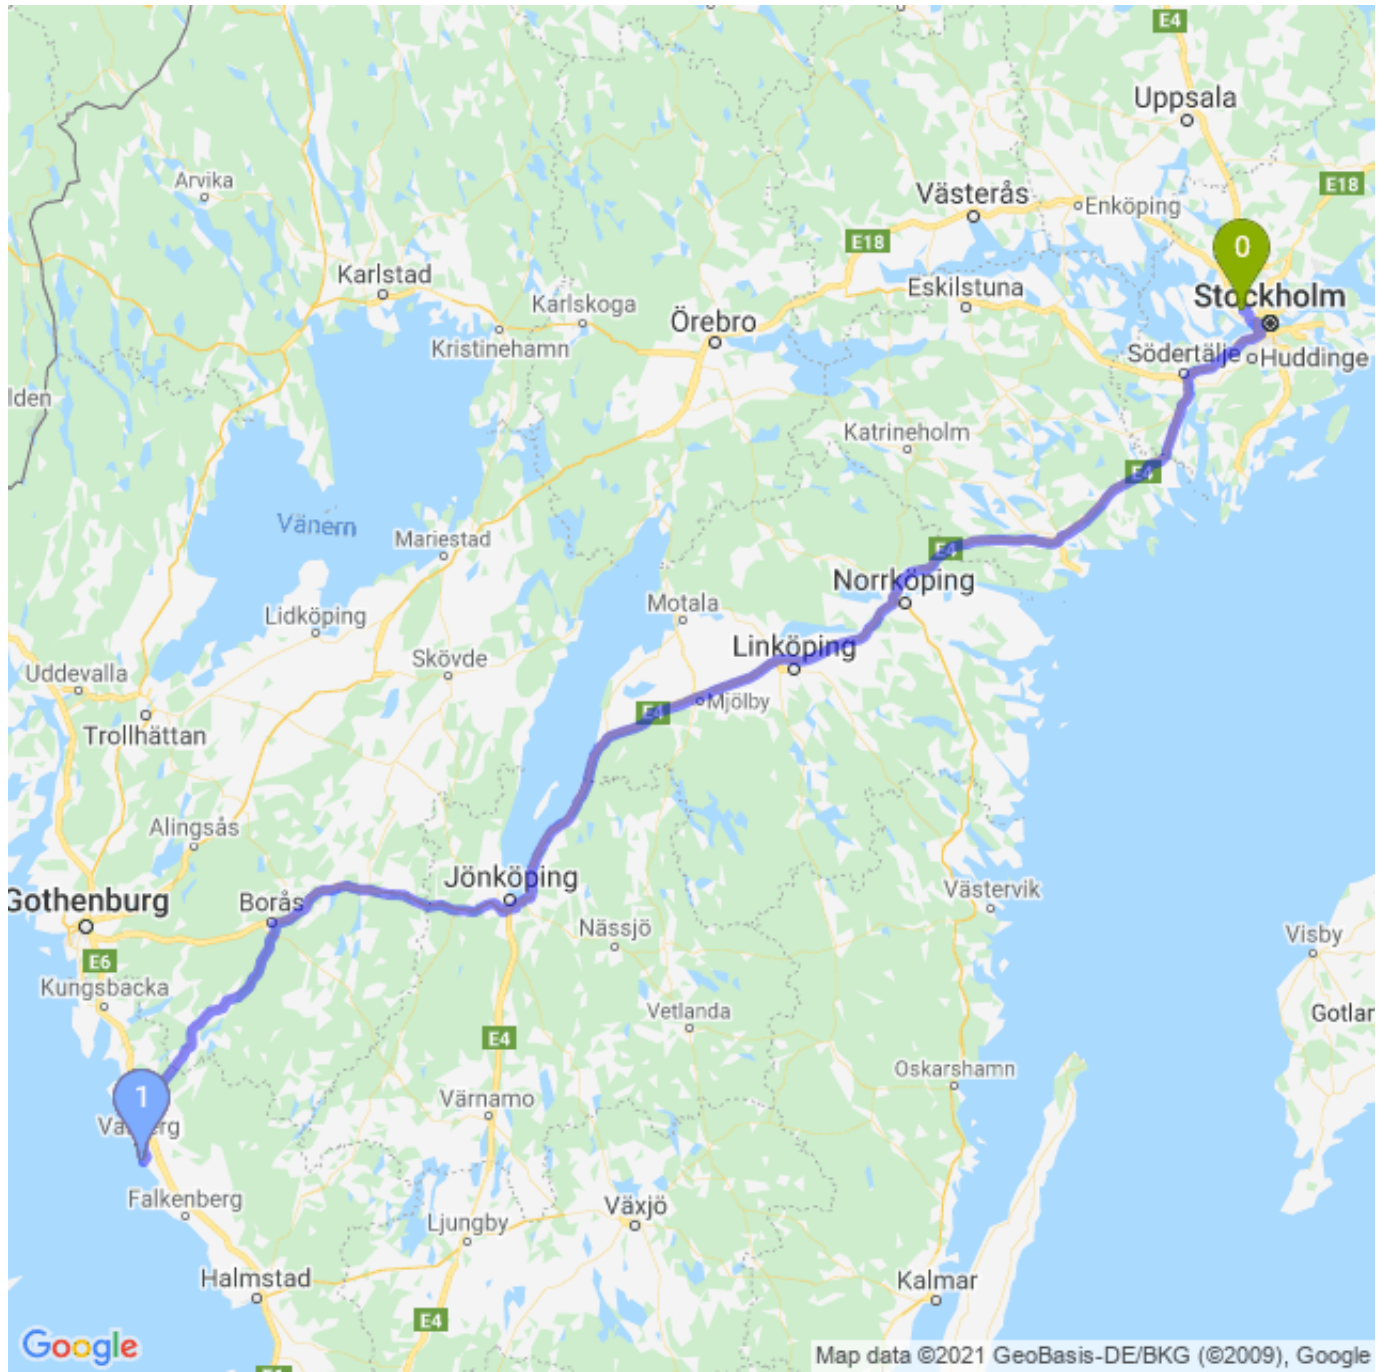 E4
Uppsala
Arvika
E18
Västerås
Enköping
E18
0
Karlstad
Eskilstuna
Stockholm
Karlskoga
Örebro
Kristinehamn
Södertälje
Huddinge
lden
Katrineholm
E4
Vänern
Mariestad
E4
Norrköping
Motala
Lidköping
Linköping
Skövde
Uddevalla
Mjölby
E4
Trollhättan
Alingsås
Jönköping
Västervik
Gothenburg
Borås
Nässjö
Visby
E6
Kungsbacka
Vetlanda
Gotlan
E4
Oskarshamn
1
Värnamo
Varberg
Falkenberg
Växjö
Ljungby
Halmstad
Kalmar
E4
Google
Map data ©2021 GeoBasis-DE/BKG (©2009), Google